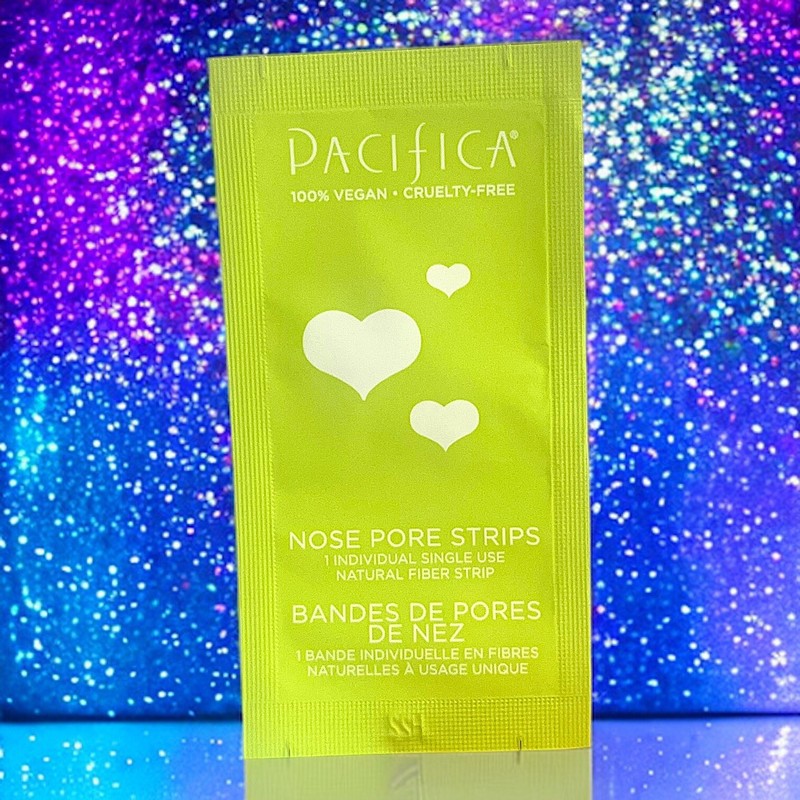 PACIFICA®
100% VEGAN • CRUELTY-FREE
NOSE PORE STRIPS
1 INDIVIDUAL SINGLE USE
NATURAL FIBER STRIP
BANDES DE PORES
DE NEZ
1 BANDE INDIVIDUELLE EN FIBRES
NATURELLES À USAGE UNIQUE